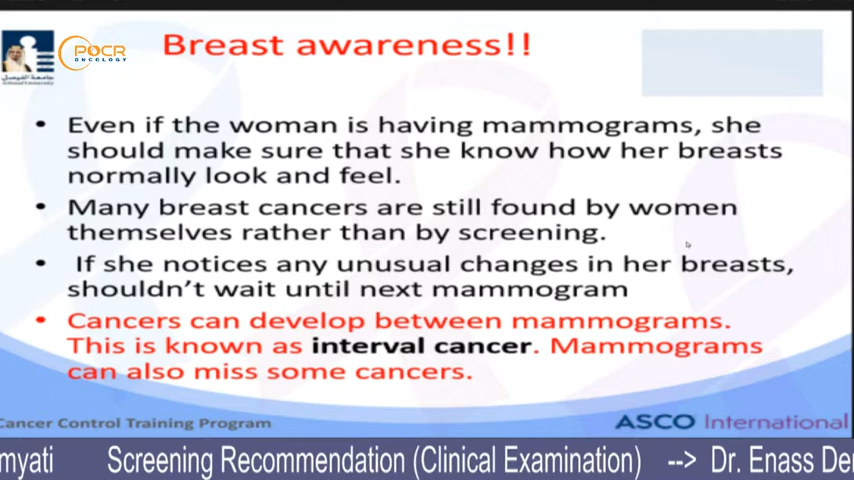 POCR
ONCOLOGY
Breast awareness!!
جامعة الفيصل
• Even if the woman is having mammograms, she
should make sure that she know how her breasts
normally look and feel.
• Many breast cancers are still found by women
themselves rather than by screening.
• If she notices any unusual changes in her breasts,
shouldn't wait until next mammogram
• Cancers can develop between mammograms.
This is known as interval cancer. Mammograms
can also miss some cancers.
Cancer Control Training Program
ASCO International
myati Screening Recommendation (Clinical Examination) --> Dr. Enass Den